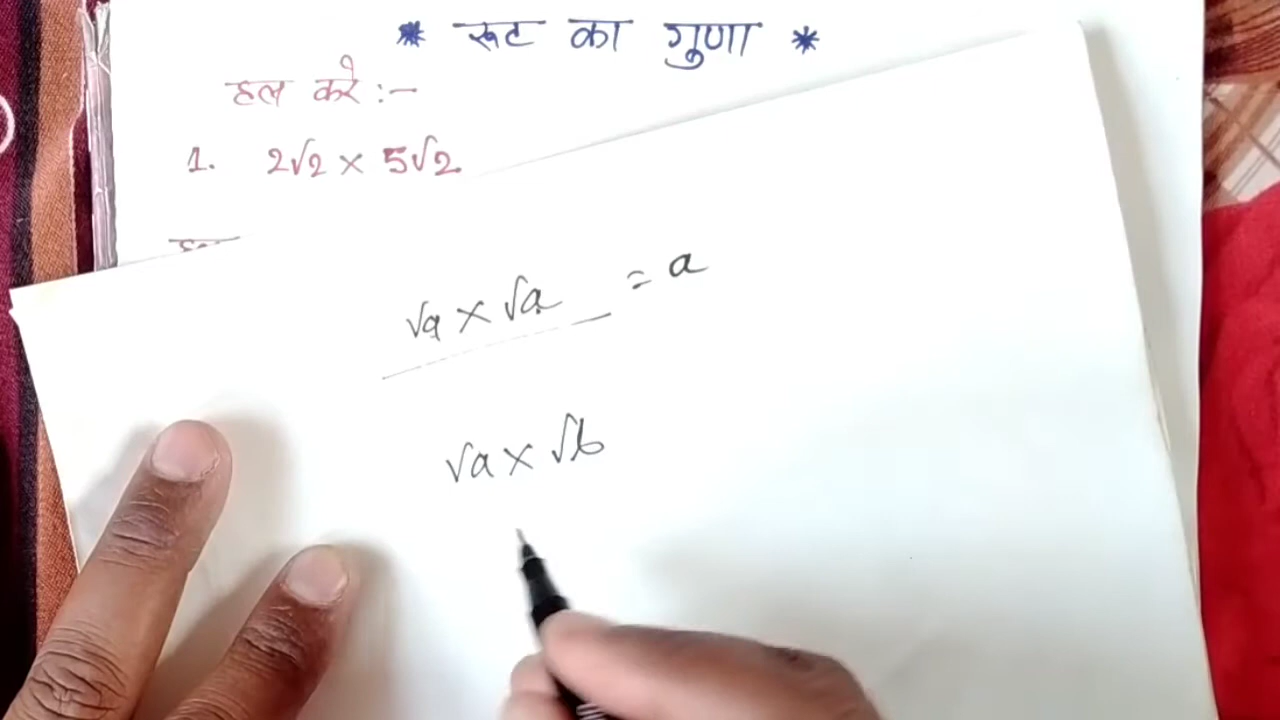 * रूट का गुणा *
हल करे :-
1. 2√2 × 5√2
√a × √a = a
√a × √b